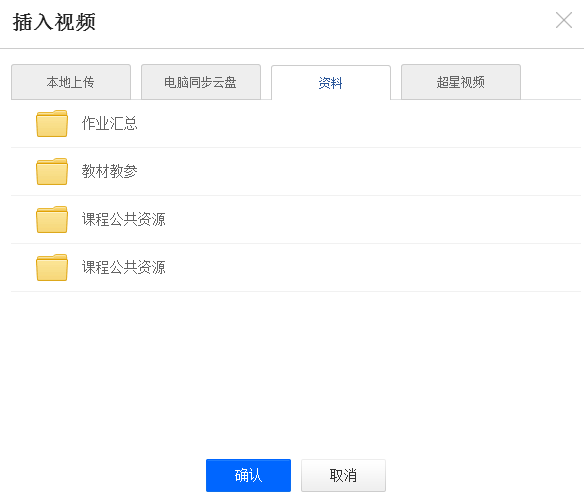 插入视频
本地上传 电脑同步云盘 资料 超星视频
作业汇总
教材教参
课程公共资源
课程公共资源
确认 取消